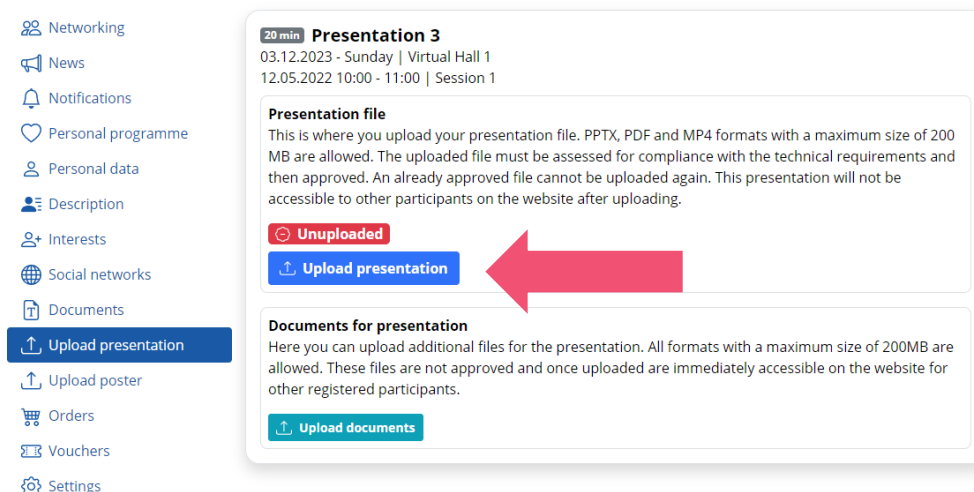 Networking
News
Notifications
Personal programme
Personal data
Description
Interests
Social networks
Documents
Upload presentation
Upload poster
Orders
Vouchers
Settings
20 min Presentation 3
03.12.2023 - Sunday | Virtual Hall 1
12.05.2022 10:00 - 11:00 | Session 1
Presentation file
This is where you upload your presentation file. PPTX, PDF and MP4 formats with a maximum size of 200
MB are allowed. The uploaded file must be assessed for compliance with the technical requirements and
then approved. An already approved file cannot be uploaded again. This presentation will not be
accessible to other participants on the website after uploading.
Unuploaded
Upload presentation
Documents for presentation
Here you can upload additional files for the presentation. All formats with a maximum size of 200MB are
allowed. These files are not approved and once uploaded are immediately accessible on the website for
other registered participants.
Upload documents